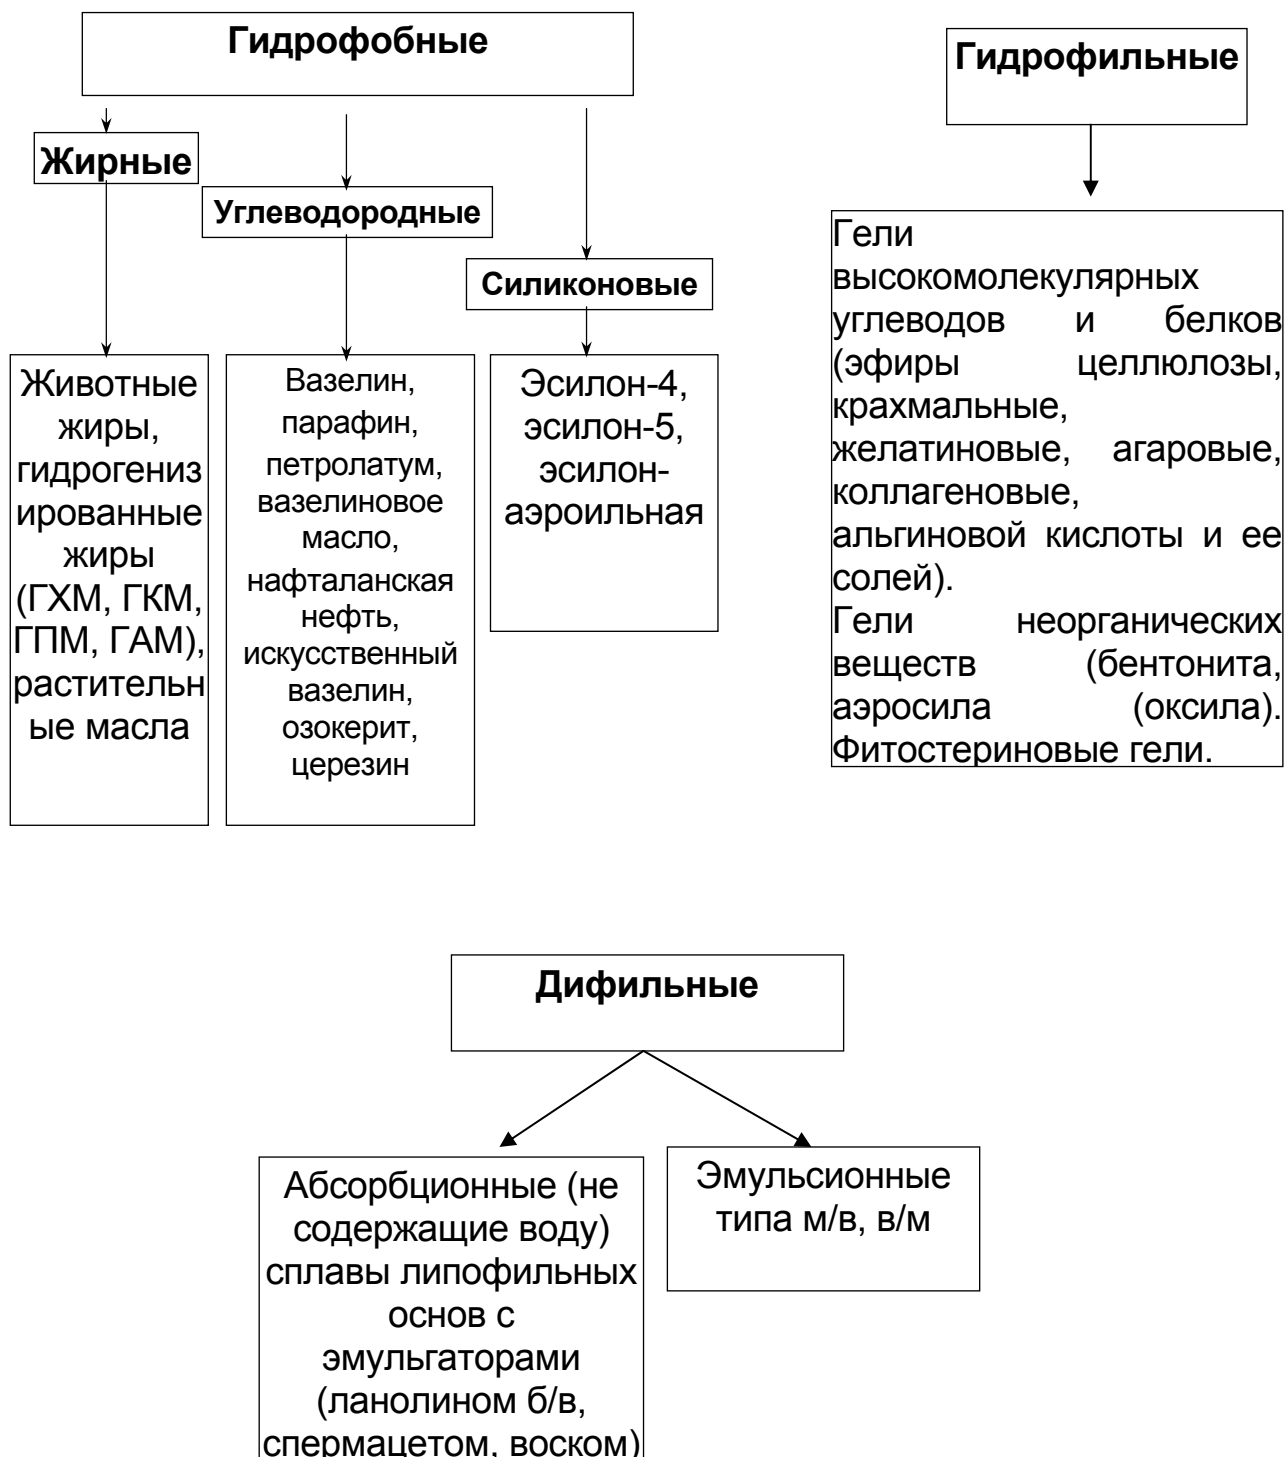 Гидрофобные
Жирные
Углеводородные
Силиконовые
Животные
жиры,
гидрогениз
ированные
жиры
(ГХМ, ГКМ,
ГПМ, ГАМ),
растительн
ые масла
Вазелин,
парафин,
петролатум,
вазелиновое
масло,
нафталанская
нефть,
искусственный
вазелин,
озокерит,
церезин
Эсилон-4,
эсилон-5,
эсилон-
аэроильная
Гидрофильные
Гели
высокомолекулярных
углеводов и белков
(эфиры целлюлозы,
крахмальные,
желатиновые, агаровые,
коллагеновые,
альгиновой кислоты и ее
солей).
Гели неорганических
веществ (бентонита,
аэросила (оксила).
Фитостериновые гели.
Дифильные
Абсорбционные (не
содержащие воду)
сплавы липофильных
основ с
эмульгаторами
(ланолином б/в,
спермацетом, воском)
Эмульсионные
типа м/в, в/м